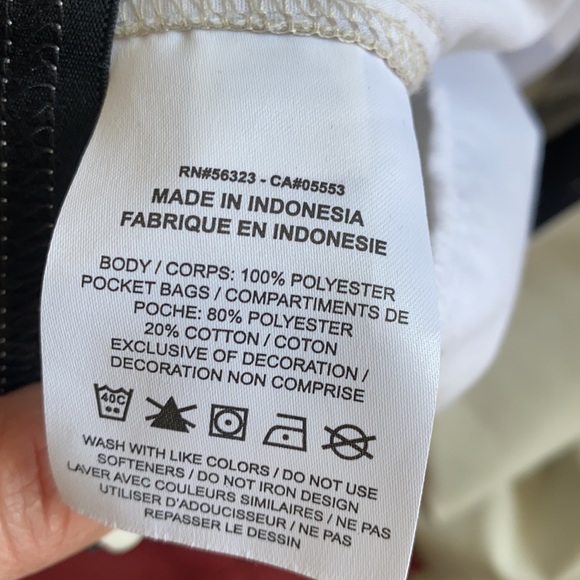 RN#56323 - CA#05553
MADE IN INDONESIA
FABRIQUE EN INDONESIE
BODY / CORPS: 100% POLYESTER
POCKET BAGS / COMPARTIMENTS DE
POCHE: 80% POLYESTER
20% COTTON / COTON
EXCLUSIVE OF DECORATION /
DECORATION NON COMPRISE
40C
WASH WITH LIKE COLORS / DO NOT USE
SOFTENERS / DO NOT IRON DESIGN
LAVER AVEC COULEURS SIMILAIRES / NE PAS
UTILISER D'ADOUCISSEUR / NE PAS
REPASSER LE DESSIN